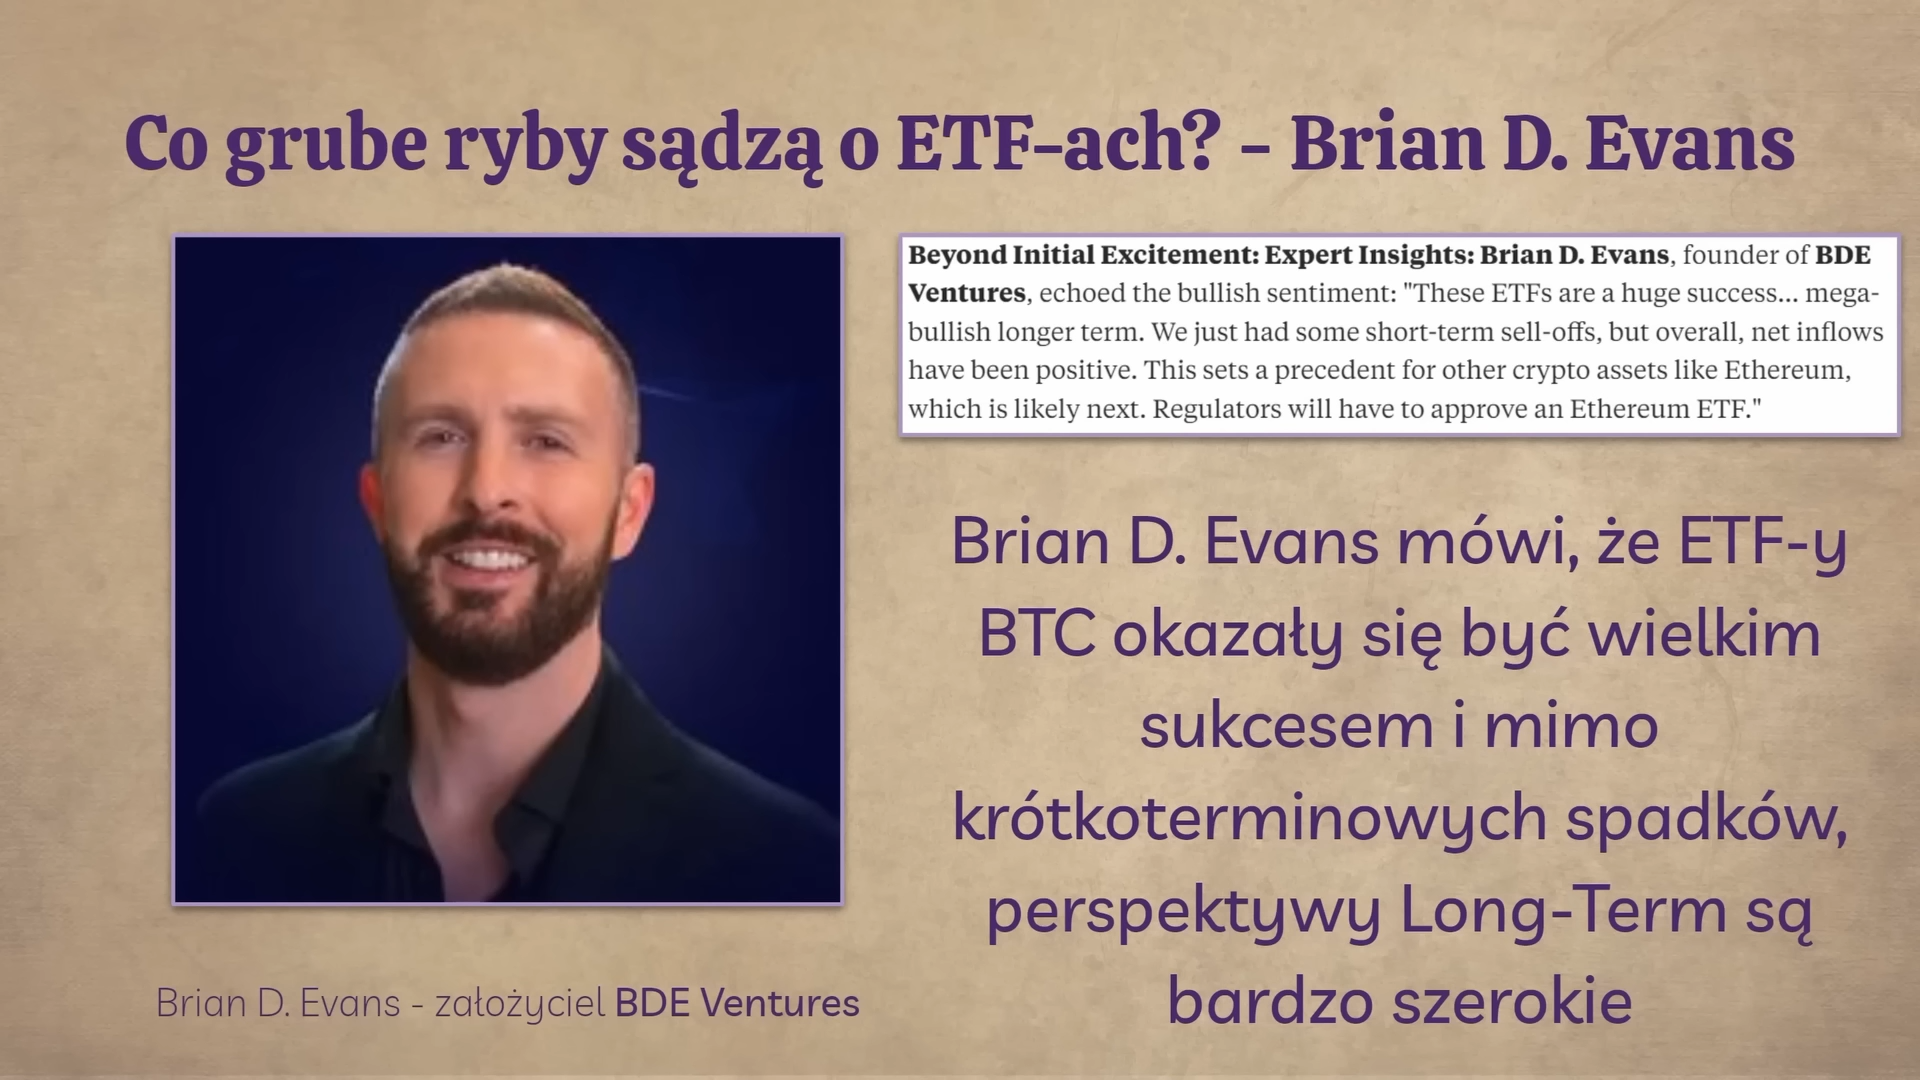 Co grube ryby sądzą o ETF-ach? - Brian D. Evans
Beyond Initial Excitement: Expert Insights: Brian D. Evans, founder of BDE
Ventures, echoed the bullish sentiment: "These ETFs are a huge success... mega-
bullish longer term. We just had some short-term sell-offs, but overall, net inflows
have been positive. This sets a precedent for other crypto assets like Ethereum,
which is likely next. Regulators will have to approve an Ethereum ETF."
Brian D. Evans mówi, że ETF-y
BTC okazały się być wielkim
sukcesem i mimo
krótkoterminowych spadków,
perspektywy Long-Term są
bardzo szerokie
Brian D. Evans - założyciel BDE Ventures